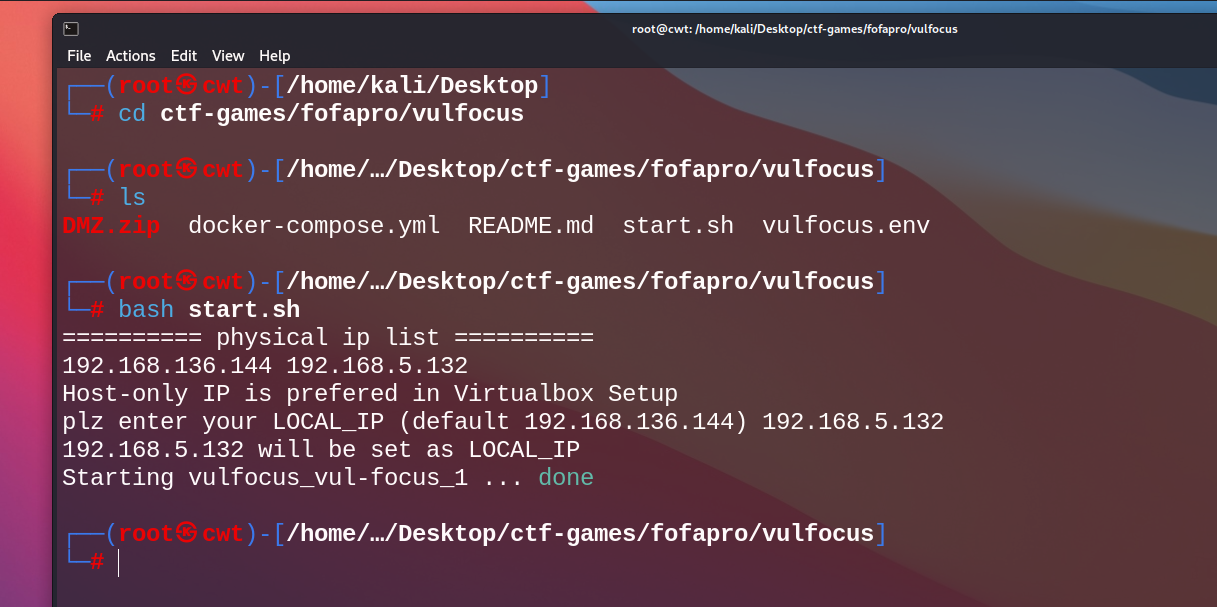 root@cwt: /home/kali/Desktop/ctf-games/fofapro/vulfocus
File Actions Edit View Help
┌──(root㉿cwt)-[/home/kali/Desktop]
└─# cd ctf-games/fofapro/vulfocus
┌──(root㉿cwt)-[/home/…/Desktop/ctf-games/fofapro/vulfocus]
└─# ls
DMZ.zip docker-compose.yml README.md start.sh vulfocus.env
┌──(root㉿cwt)-[/home/…/Desktop/ctf-games/fofapro/vulfocus]
└─# bash start.sh
========== physical ip list ==========
192.168.136.144 192.168.5.132
Host-only IP is prefered in Virtualbox Setup
plz enter your LOCAL_IP (default 192.168.136.144) 192.168.5.132
192.168.5.132 will be set as LOCAL_IP
Starting vulfocus_vul-focus_1 ... done
┌──(root㉿cwt)-[/home/…/Desktop/ctf-games/fofapro/vulfocus]
└─#